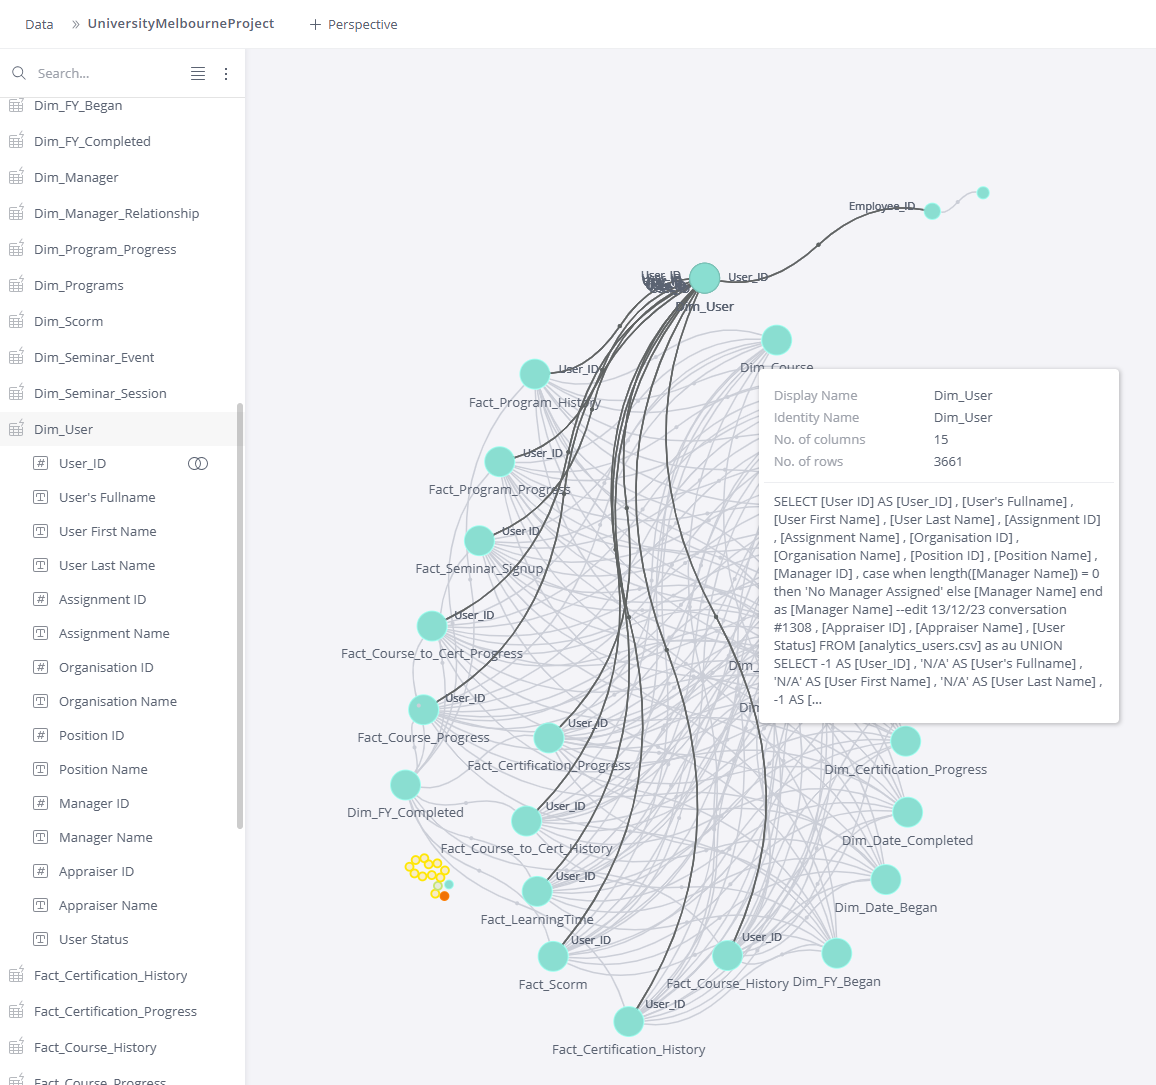 Data » UniversityMelbourneProject + Perspective
Search...
Dim_FY_Began
Dim_FY_Completed
Dim_Manager
Dim_Manager_Relationship
Dim_Program_Progress
Dim_Programs
Dim_Scorm
Dim_Seminar_Event
Dim_Seminar_Session
Dim_User
# User_ID
T User's Fullname
T User First Name
T User Last Name
# Assignment ID
T Assignment Name
# Organisation ID
T Organisation Name
# Position ID
T Position Name
# Manager ID
T Manager Name
# Appraiser ID
T Appraiser Name
T User Status
Fact_Certification_History
Fact_Certification_Progress
Fact_Course_History
Fact_Course_Progress
Employee_ID
User_ID
User_ID
Dim_User
Dim_Course
User_ID
Fact_Program_History
User_ID
Fact_Program_Progress
User ID
Fact_Seminar_Signup
User_ID
Fact_Course_to_Cert_Progress
User_ID
Fact_Course_Progress
User_ID
Fact_Certification_Progress
Dim_FY_Completed
User_ID
Fact_Course_to_Cert_History
User_ID
Fact_LearningTime
User_ID
Fact_Scorm
User_ID
Fact_Course_History
Dim_FY_Began
User_ID
Fact_Certification_History
Dim_Certification_Progress
Dim_Date_Completed
Dim_Date_Began
Display Name Dim_User
Identity Name Dim_User
No. of columns 15
No. of rows 3661
SELECT [User ID] AS [User_ID] , [User's Fullname] ,
[User First Name] , [User Last Name] , [Assignment ID]
, [Assignment Name] , [Organisation ID] ,
[Organisation Name] , [Position ID] , [Position Name] ,
[Manager ID] , case when length([Manager Name]) = 0
then 'No Manager Assigned' else [Manager Name] end
as [Manager Name] --edit 13/12/23 conversation
#1308 , [Appraiser ID] , [Appraiser Name] , [User
Status] FROM [analytics_users.csv] as au UNION
SELECT -1 AS [User_ID] , 'N/A' AS [User's Fullname] ,
'N/A' AS [User First Name] , 'N/A' AS [User Last Name] ,
-1 AS [...